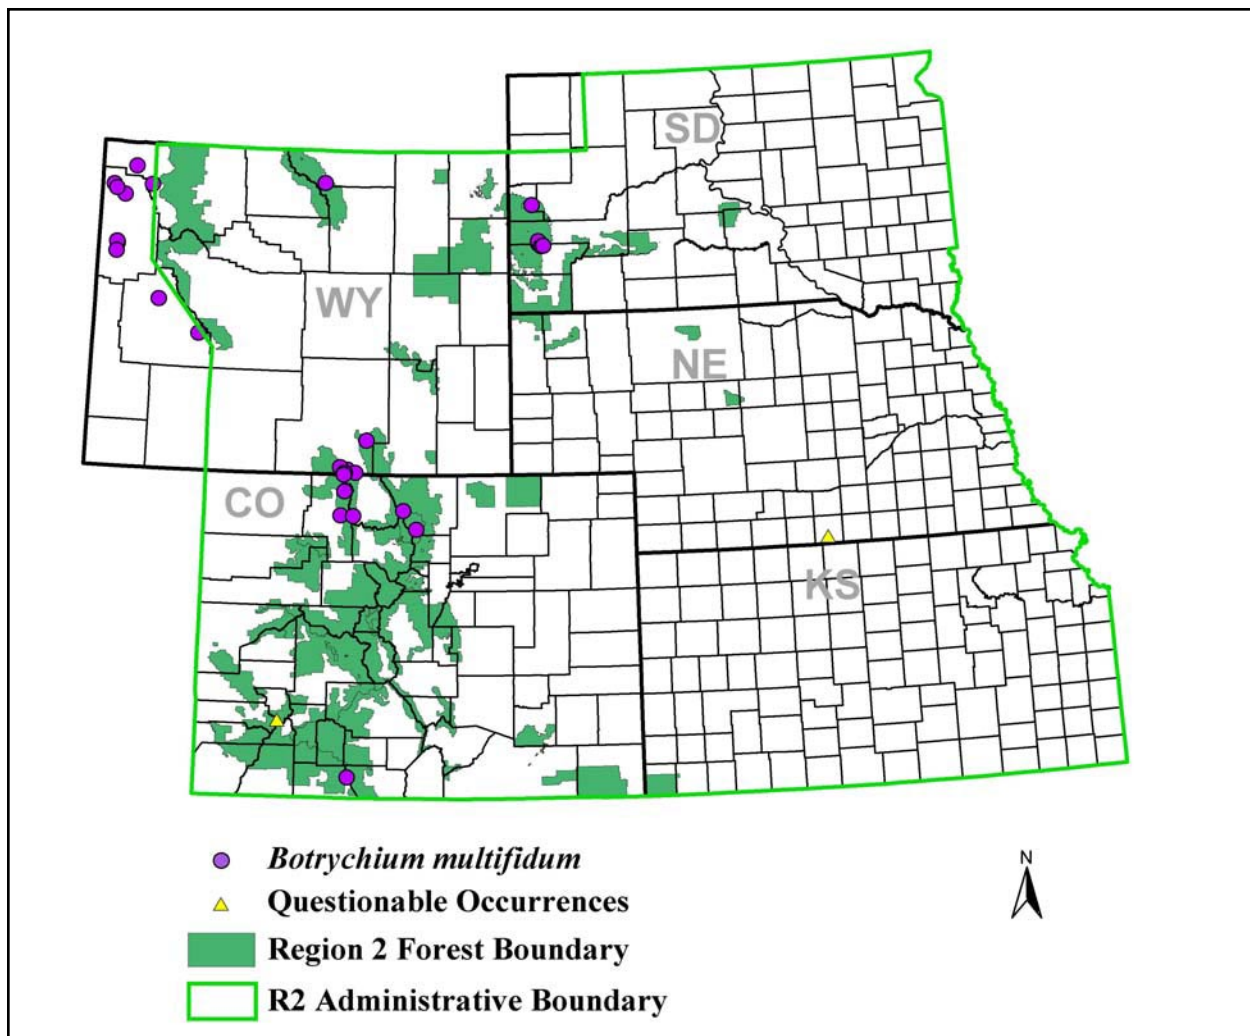 SD
WY
NE
CO
KS
Botrychium multifidum
N
Questionable Occurrences
Region 2 Forest Boundary
R2 Administrative Boundary